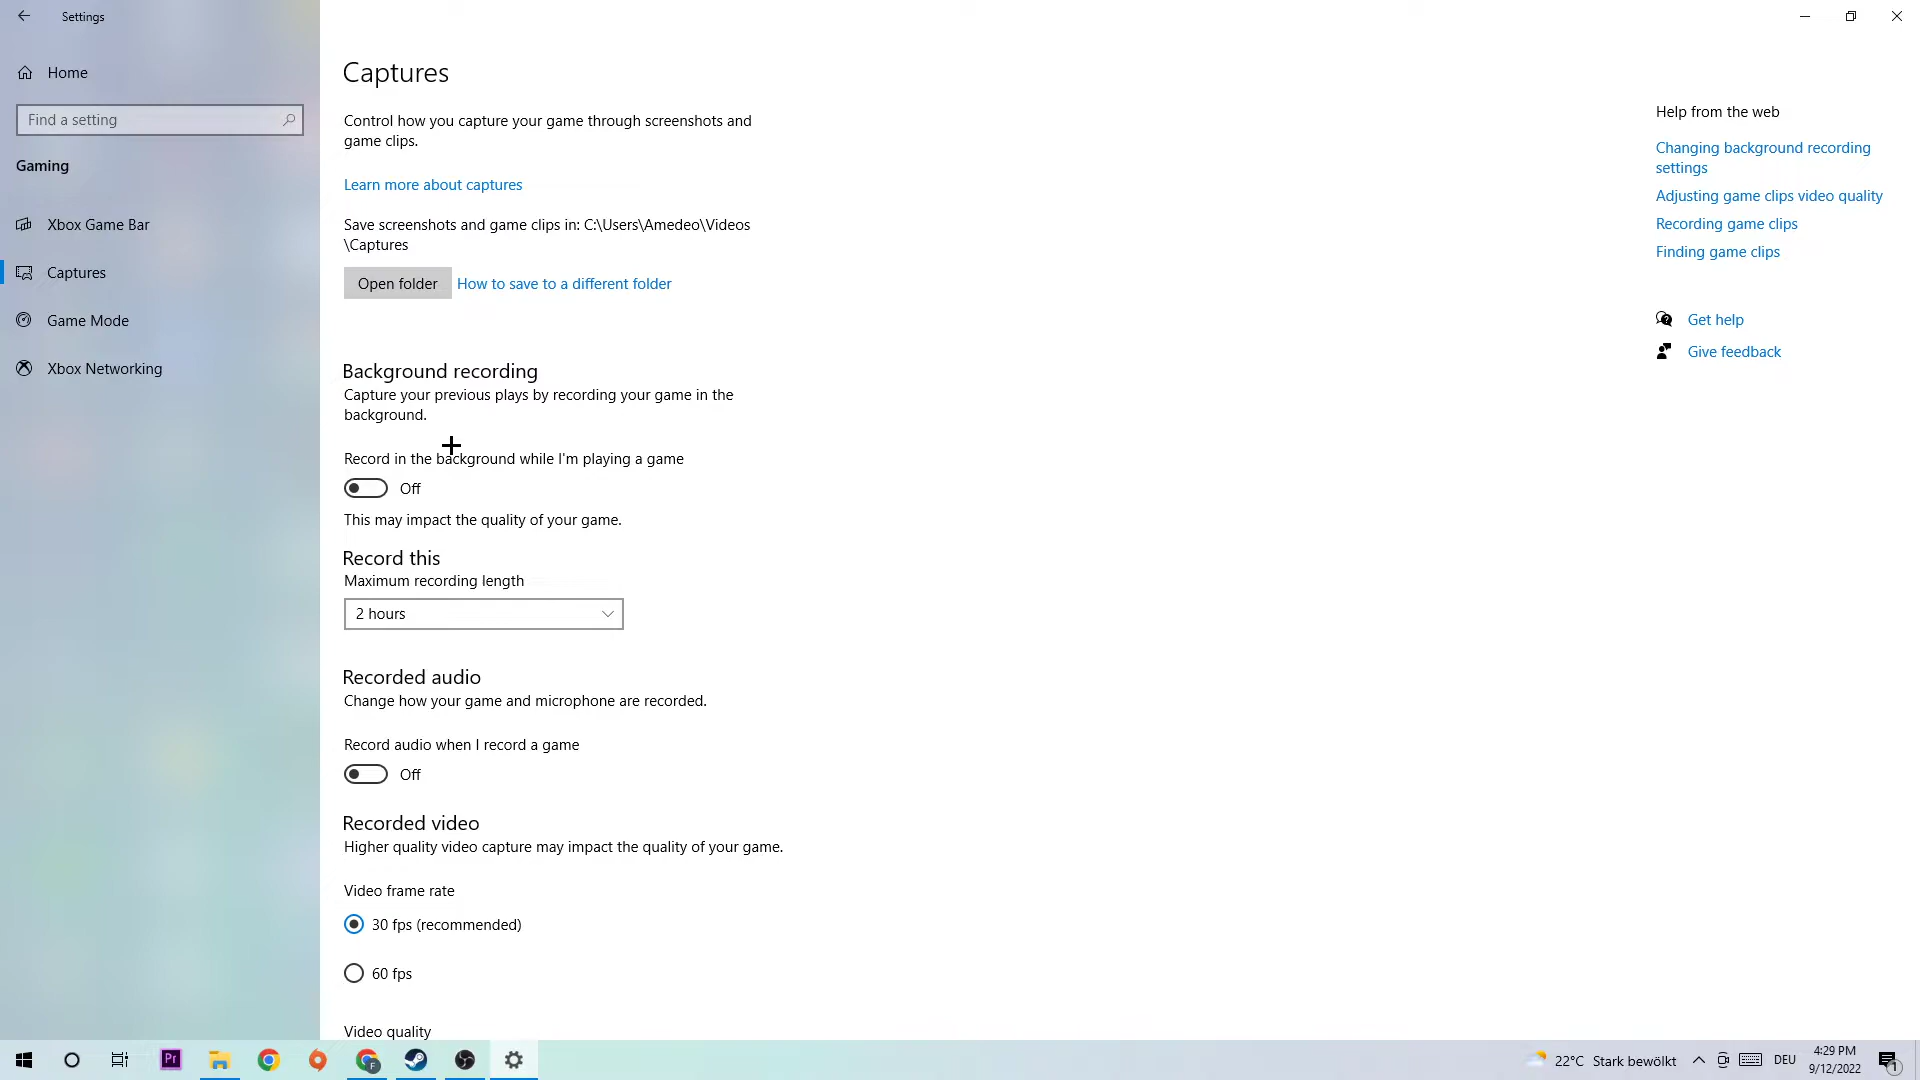 Settings
Home
Find a setting
Gaming
Xbox Game Bar
Captures
Game Mode
Xbox Networking
Captures
Control how you capture your game through screenshots and
game clips.
Learn more about captures
Save screenshots and game clips in: C:\Users\Amedeo\Videos
\Captures
Open folder
How to save to a different folder
Background recording
Capture your previous plays by recording your game in the
background.
Record in the background while I'm playing a game
Off
This may impact the quality of your game.
Record this
Maximum recording length
2 hours
Recorded audio
Change how your game and microphone are recorded.
Record audio when I record a game
Off
Recorded video
Higher quality video capture may impact the quality of your game.
Video frame rate
30 fps (recommended)
60 fps
Video quality
Help from the web
Changing background recording
settings
Adjusting game clips video quality
Recording game clips
Finding game clips
Get help
Give feedback
Pr
F
22°C Stark bewölkt
DEU
4:29 PM
9/12/2022
1